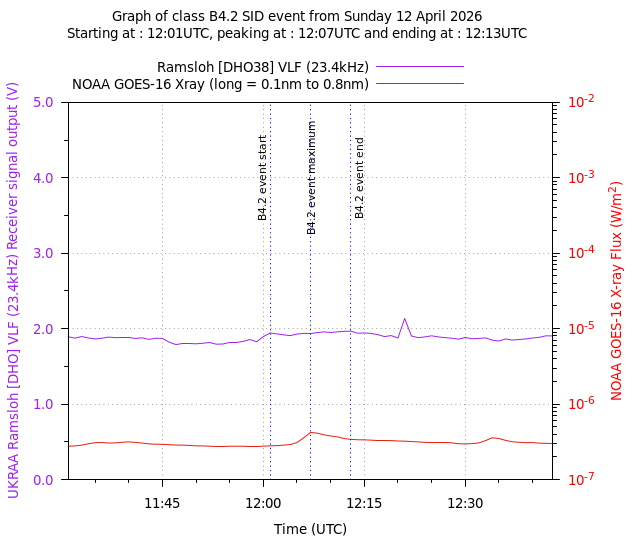 Graph of class B4.2 SID event from Sunday 12 April 2026
Starting at : 12:01UTC, peaking at : 12:07UTC and ending at : 12:13UTC
Ramsloh [DHO38] VLF (23.4kHz)
NOAA GOES-16 Xray (long = 0.1nm to 0.8nm)
UKRAA Ramsloh [DHO] VLF (23.4kHz) Receiver signal output (V)
5.0
4.0
3.0
2.0
1.0
0.0
B4.2 event start
B4.2 event maximum
B4.2 event end
10^-2
10^-3
10^-4
10^-5
10^-6
10^-7
NOAA GOES-16 X-ray Flux (W/m²)
11:45
12:00
12:15
12:30
Time (UTC)